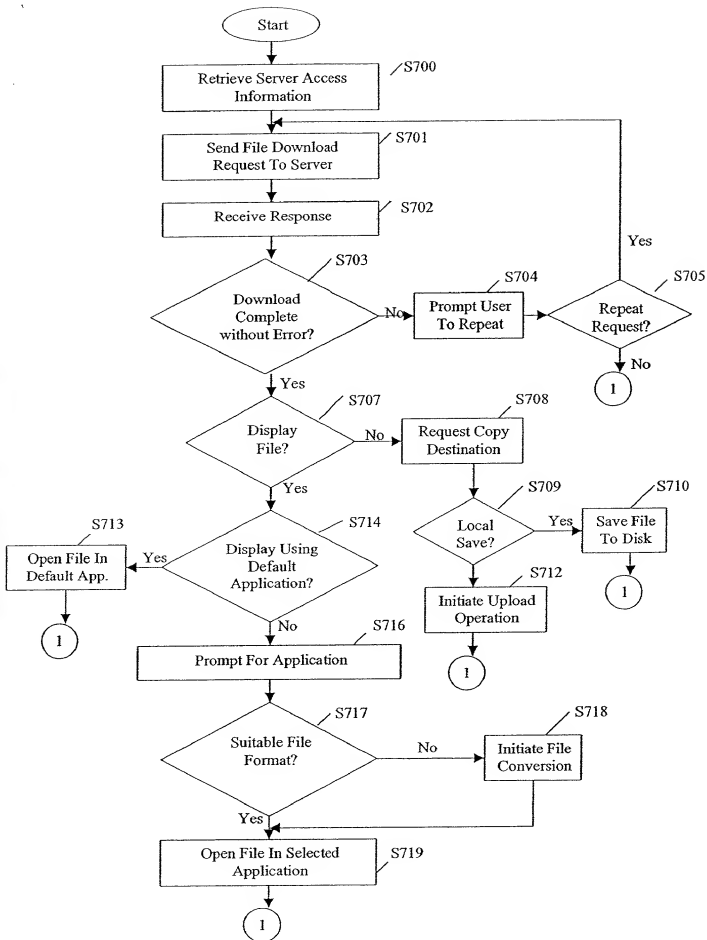 Start
S700
Retrieve Server Access
Information
S701
Send File Download
Request To Server
S702
Receive Response
Yes
S703
S704
S705
Download
Complete
without Error?
No
Prompt User
To Repeat
Repeat
Request?
No
1
Yes
S707
S708
Display
File?
No
Request Copy
Destination
Yes
S709
S710
S713
S714
Local
Save?
Yes
Save File
To Disk
Open File In
Default App.
Yes
Display Using
Default
Application?
S712
1
Initiate Upload
Operation
1
No
S716
1
Prompt For Application
S717
S718
Suitable File
Format?
No
Initiate File
Conversion
Yes
Open File In Selected
Application
S719
1